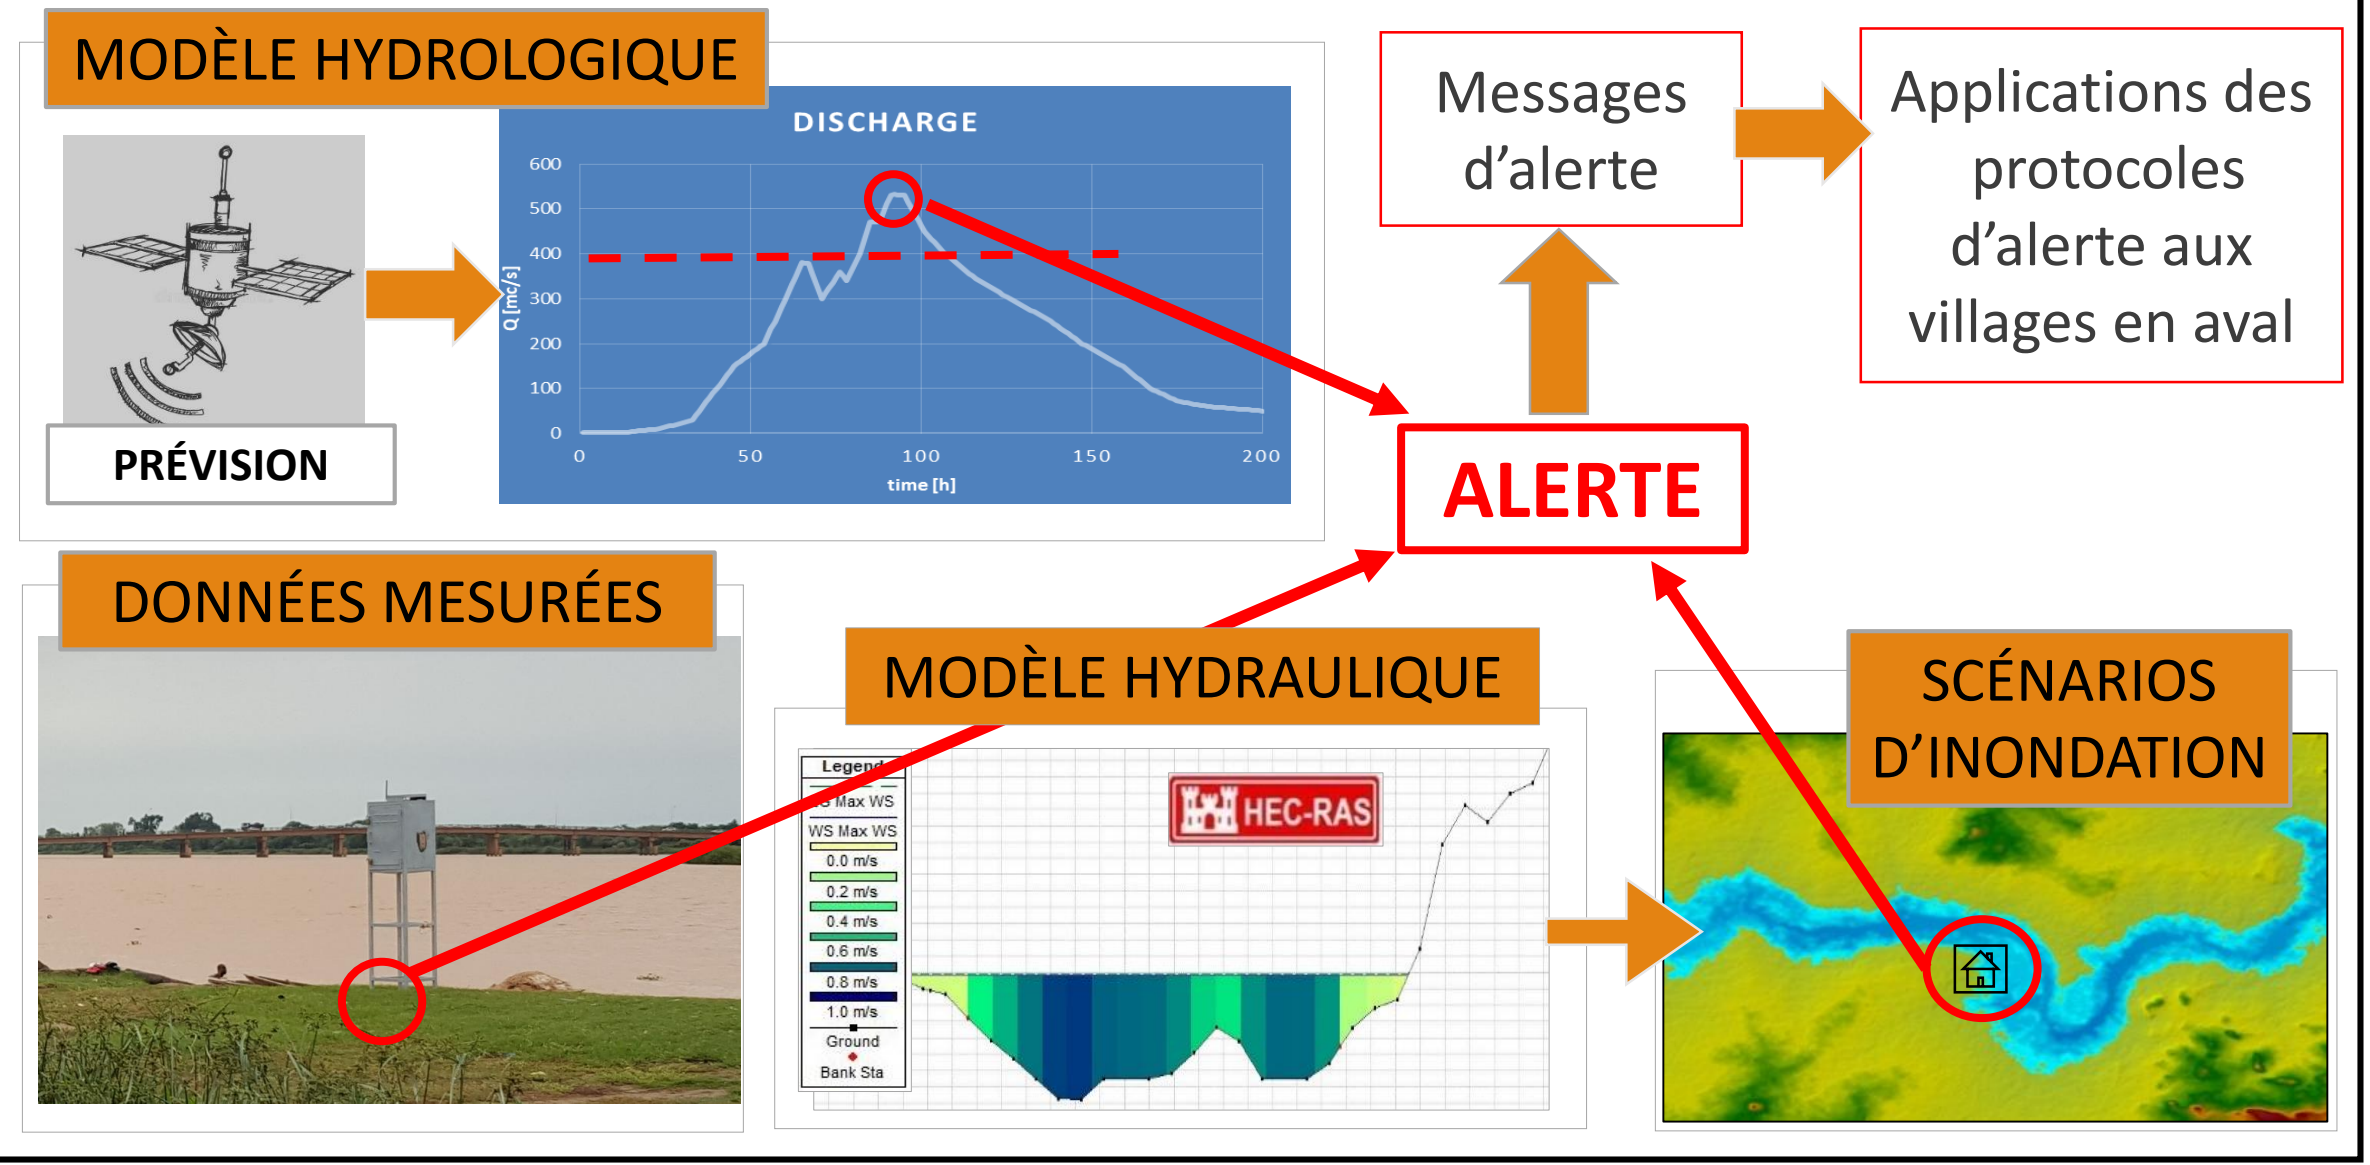 MODÈLE HYDROLOGIQUE
PRÉVISION
DISCHARGE
Q [mc/s]
600
500
400
300
200
100
0
0 50 100 150 200
time [h]
Messages
d’alerte
Applications des
protocoles
d’alerte aux
villages en aval
ALERTE
DONNÉES MESURÉES
MODÈLE HYDRAULIQUE
Legend
Max WS
WS Max WS
0.0 m/s
0.2 m/s
0.4 m/s
0.6 m/s
0.8 m/s
1.0 m/s
Ground
Bank Sta
HEC-RAS
SCÉNARIOS
D’INONDATION